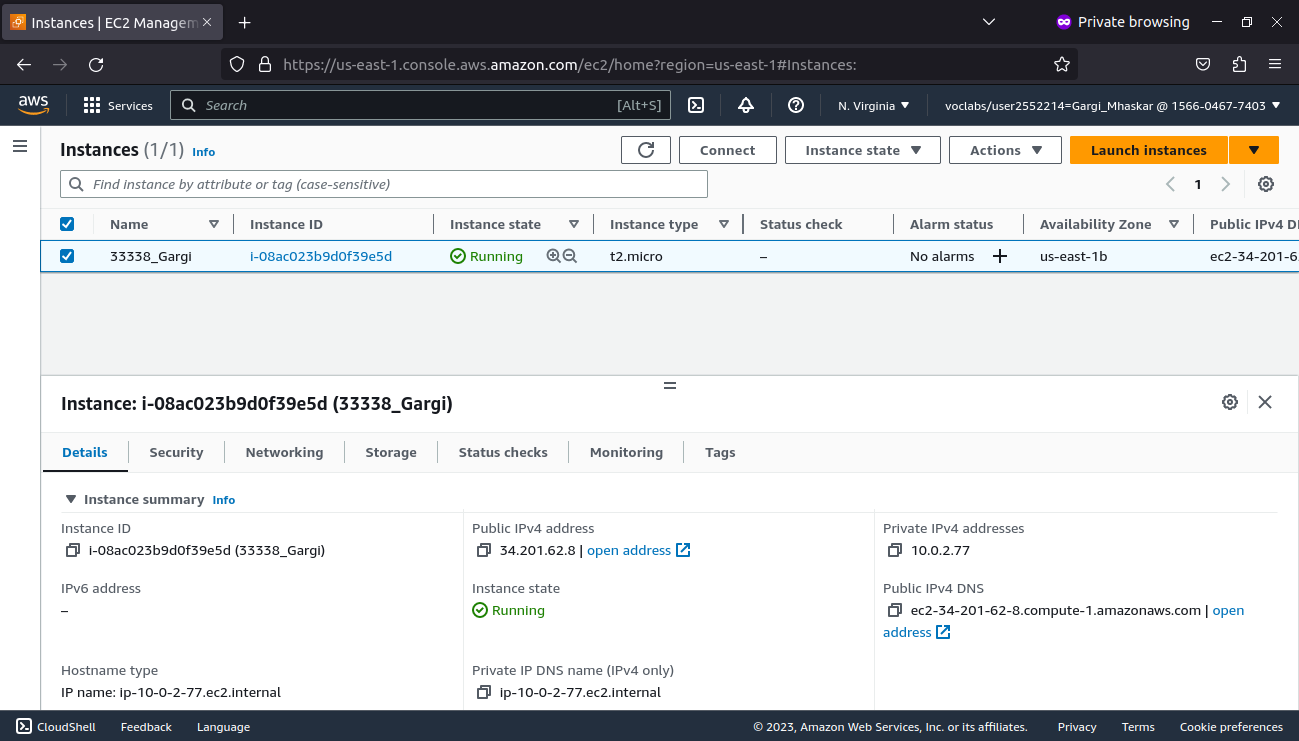 Instances | EC2 Managem
Private browsing
https://us-east-1.console.aws.amazon.com/ec2/home?region=us-east-1#Instances:
aws Services Search [Alt+S] N. Virginia voclabs/user2552214=Gargi_Mhaskar @ 1566-0467-7403
Instances (1/1) Info Connect Instance state Actions Launch instances
Find instance by attribute or tag (case-sensitive) 1
Name Instance ID Instance state Instance type Status check Alarm status Availability Zone Public IPv4 D
33338_Gargi i-08ac023b9d0f39e5d Running t2.micro – No alarms + us-east-1b ec2-34-201-6
Instance: i-08ac023b9d0f39e5d (33338_Gargi)
Details Security Networking Storage Status checks Monitoring Tags
Instance summary Info
Instance ID Public IPv4 address Private IPv4 addresses
i-08ac023b9d0f39e5d (33338_Gargi) 34.201.62.8 | open address 10.0.2.77
IPv6 address Instance state Public IPv4 DNS
– Running ec2-34-201-62-8.compute-1.amazonaws.com | open
address
Hostname type Private IP DNS name (IPv4 only)
IP name: ip-10-0-2-77.ec2.internal ip-10-0-2-77.ec2.internal
CloudShell Feedback Language © 2023, Amazon Web Services, Inc. or its affiliates. Privacy Terms Cookie preferences